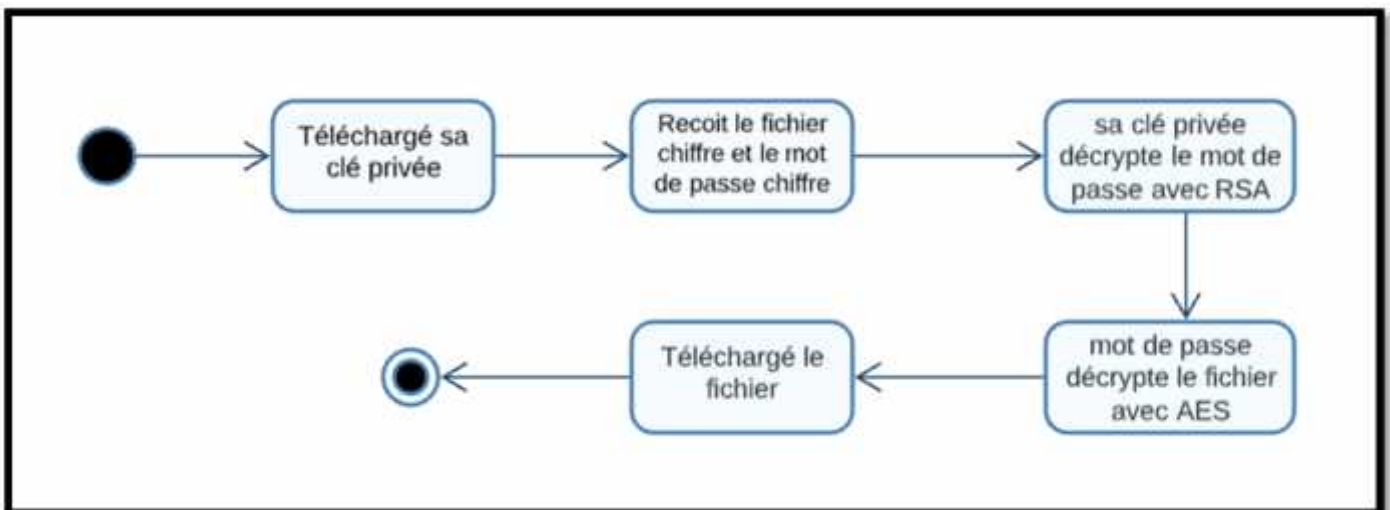 Téléchargé sa
clé privée
Recoit le fichier
chiffre et le mot
de passe chiffre
sa clé privée
décrypte le mot de
passe avec RSA
mot de passe
décrypte le fichier
avec AES
Téléchargé le
fichier